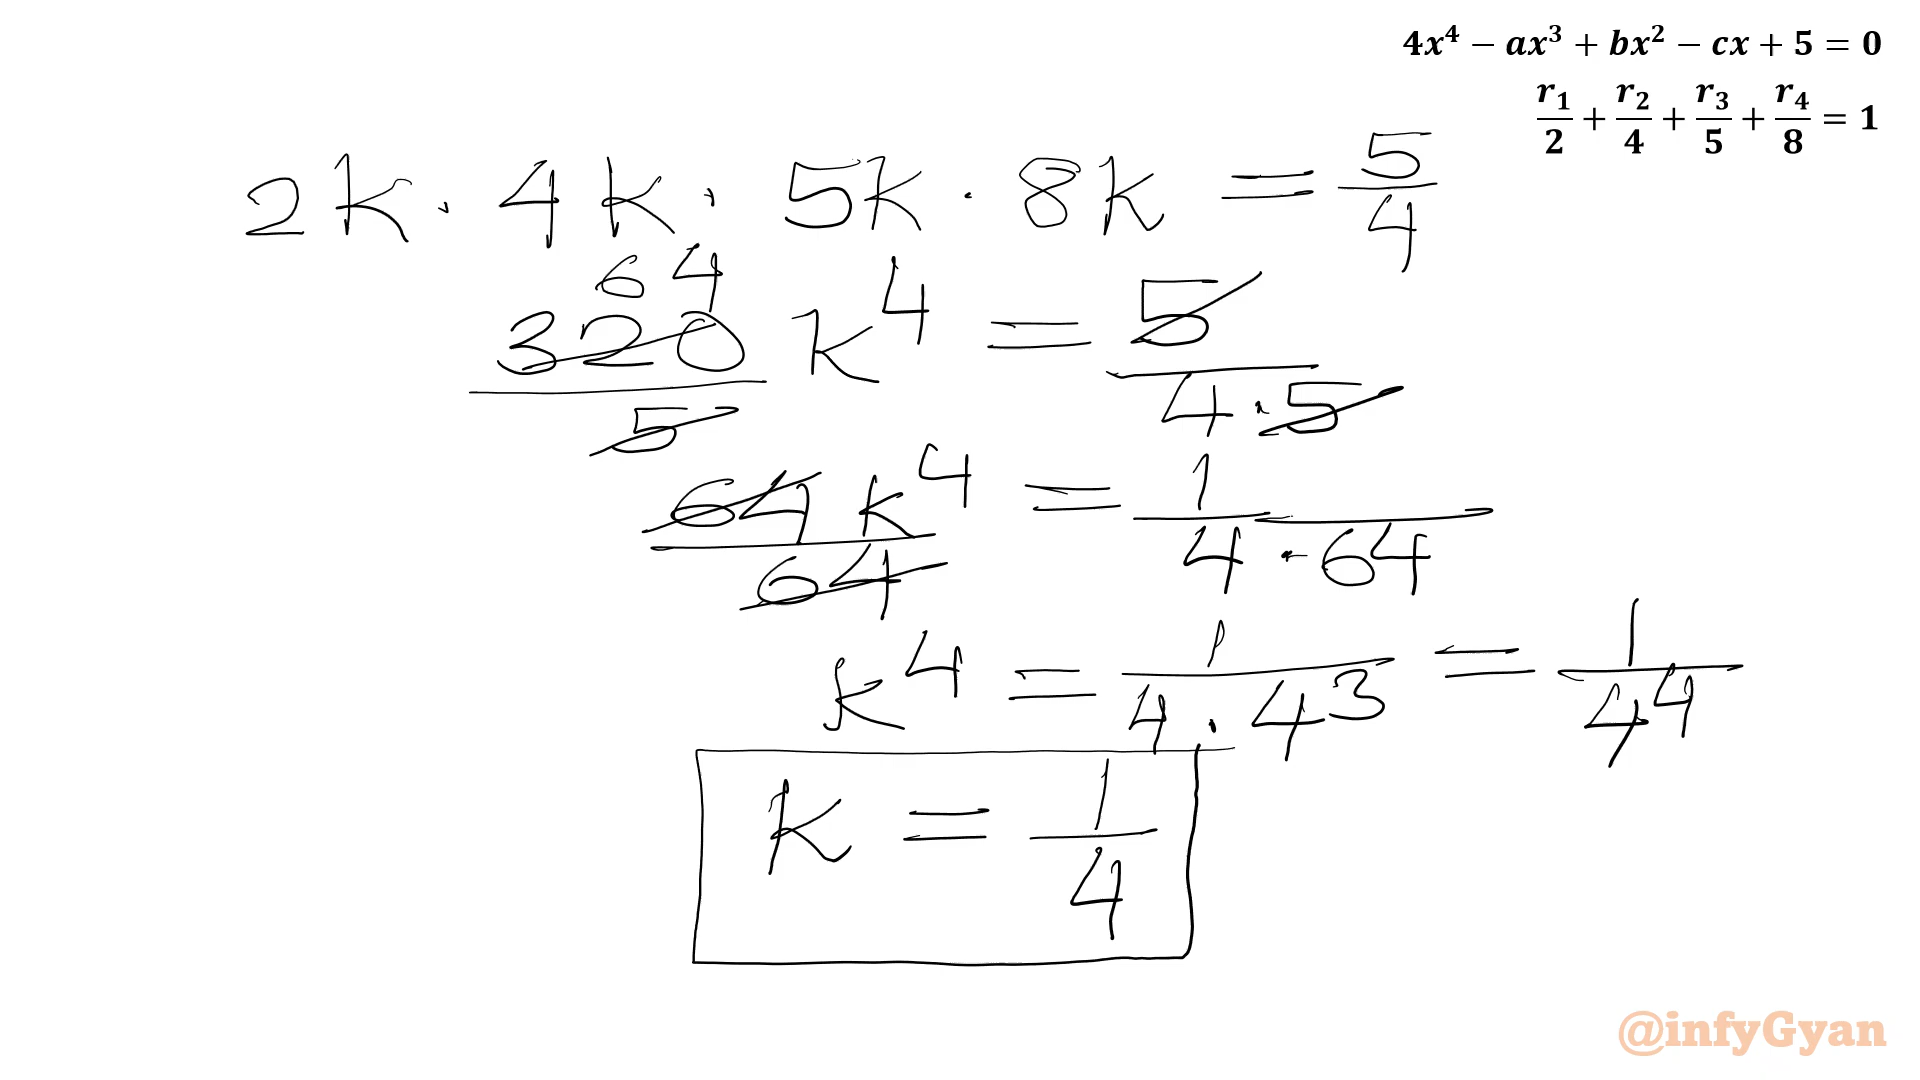 4x⁴ − ax³ + bx² − cx + 5 = 0
r₁/2 + r₂/4 + r₃/5 + r₄/8 = 1
2k · 4k · 5k · 8k = 5/4
64
320/5 k⁴ = 5/(4·5)
64k⁴/64 = 1/(4·64)
k⁴ = 1/(4·4³) = 1/4⁴
k = 1/4
@infyGyan